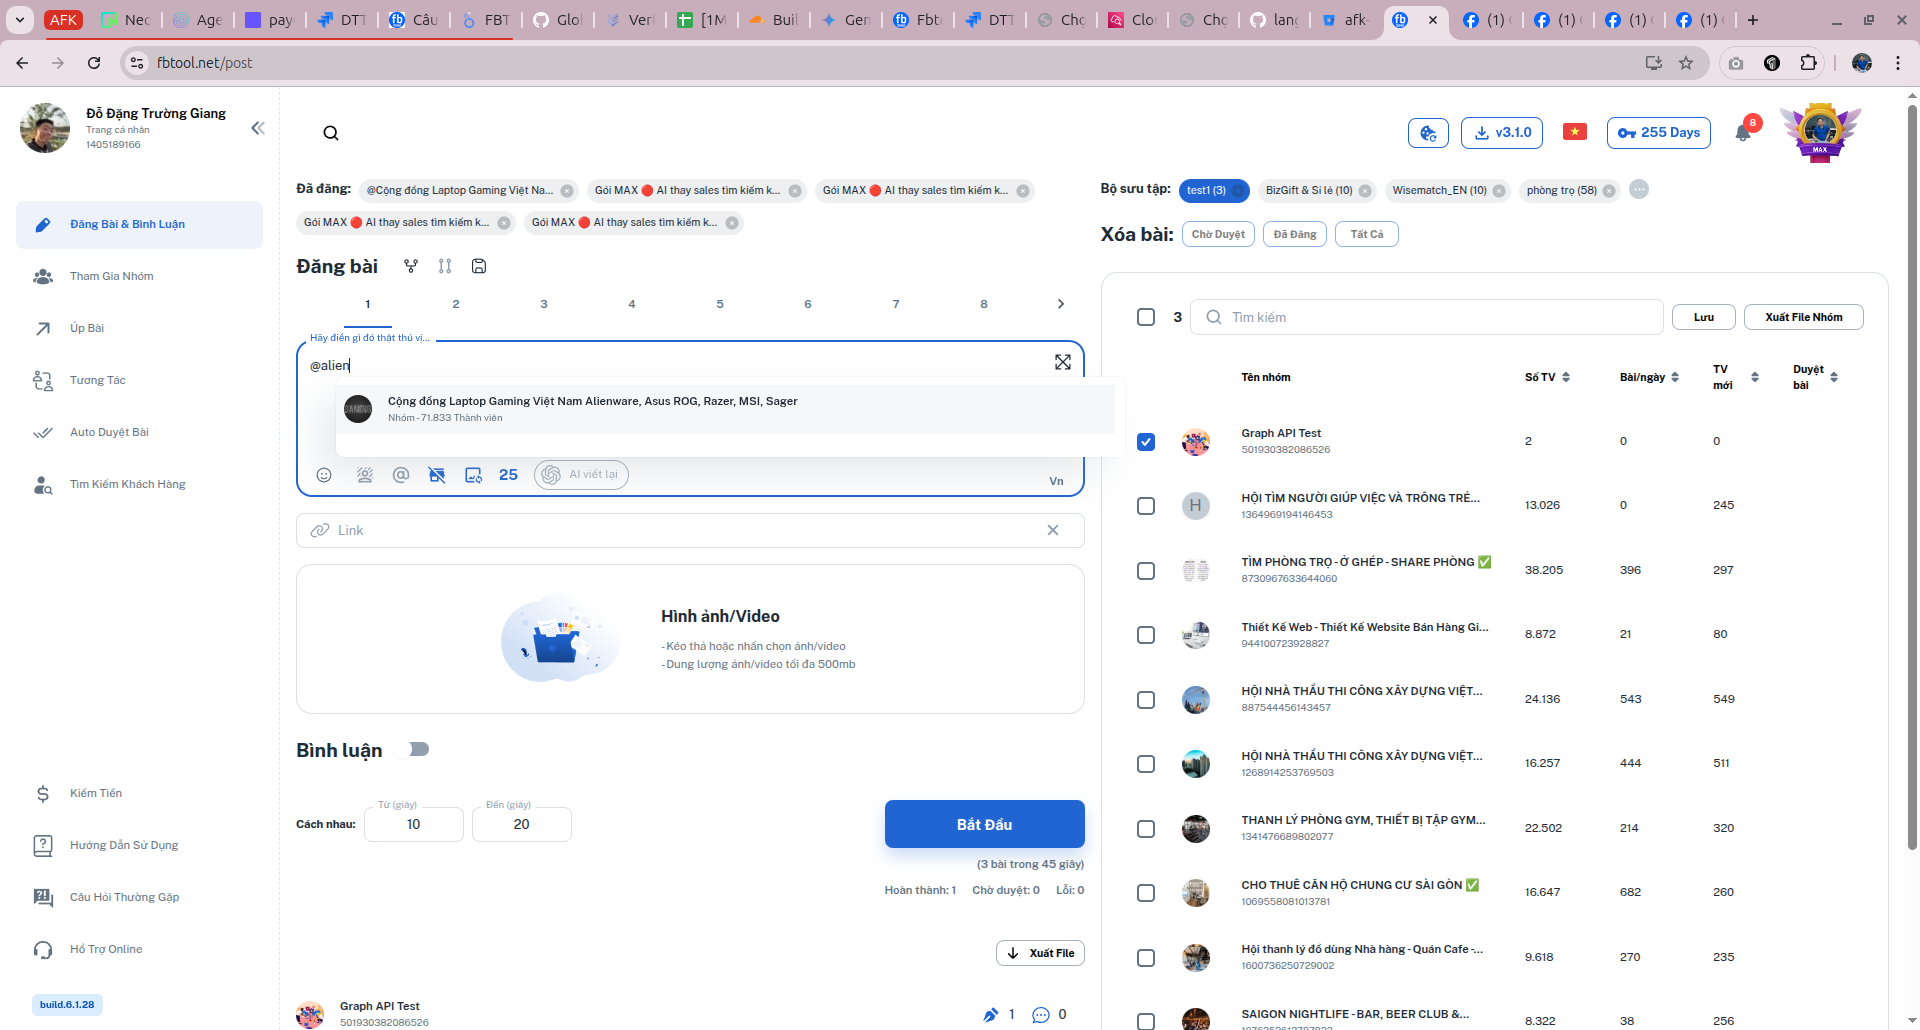 AFK
Nec
Age
pay
DTT
Câu
FBT
Glol
Veri
[1M
Buil
Gen
Fbto
DTT
Chọ
Clou
Chọ
lang
afk-
(1)
(1)
(1)
(1)
fbtool.net/post
Đỗ Đặng Trường Giang
Trang cá nhân
1405189166
v3.1.0
255 Days
8
MAX
Đăng Bài & Bình Luận
Tham Gia Nhóm
Úp Bài
Tương Tác
Auto Duyệt Bài
Tìm Kiếm Khách Hàng
Kiếm Tiền
Hướng Dẫn Sử Dụng
Câu Hỏi Thường Gặp
Hỗ Trợ Online
build.6.1.28
Đã đăng:
@Cộng đồng Laptop Gaming Việt Na...
Gói MAX 🔴 AI thay sales tìm kiếm k...
Gói MAX 🔴 AI thay sales tìm kiếm k...
Gói MAX 🔴 AI thay sales tìm kiếm k...
Gói MAX 🔴 AI thay sales tìm kiếm k...
Đăng bài
1 2 3 4 5 6 7 8
Hãy điền gì đó thật thú vị...
@alien
Cộng đồng Laptop Gaming Việt Nam Alienware, Asus ROG, Razer, MSI, Sager
Nhóm - 71.833 Thành viên
25
AI viết lại
Vn
Link
Hình ảnh/Video
- Kéo thả hoặc nhấn chọn ảnh/video
- Dung lượng ảnh/video tối đa 500mb
Bình luận
Cách nhau:
Từ (giây)
10
Đến (giây)
20
Bắt Đầu
(3 bài trong 45 giây)
Hoàn thành: 1 Chờ duyệt: 0 Lỗi: 0
Xuất File
Graph API Test
501930382086526
1 0
Bộ sưu tập:
test1 (3)
BizGift & Si lẻ (10)
Wisematch_EN (10)
phòng trọ (58)
Xóa bài:
Chờ Duyệt
Đã Đăng
Tất Cả
3
Tìm kiếm
Lưu
Xuất File Nhóm
Tên nhóm
Số TV
Bài/ngày
TV mới
Duyệt bài
Graph API Test
501930382086526
2 0 0
H
HỘI TÌM NGƯỜI GIÚP VIỆC VÀ TRÔNG TRẺ...
1364969194146453
13.026 0 245
TÌM PHÒNG TRỌ - Ở GHÉP - SHARE PHÒNG ✅
8730967633644060
38.205 396 297
Thiết Kế Web - Thiết Kế Website Bán Hàng Gi...
944100723928827
8.872 21 80
HỘI NHÀ THẦU THI CÔNG XÂY DỰNG VIỆT...
887544456143457
24.136 543 549
HỘI NHÀ THẦU THI CÔNG XÂY DỰNG VIỆT...
1268914253769503
16.257 444 511
THANH LÝ PHÒNG GYM, THIẾT BỊ TẬP GYM...
1341476689802077
22.502 214 320
CHO THUÊ CĂN HỘ CHUNG CƯ SÀI GÒN ✅
1069558081013781
16.647 682 260
Hội thanh lý đồ dùng Nhà hàng - Quán Cafe -...
1600736250729002
9.618 270 235
SAIGON NIGHTLIFE - BAR, BEER CLUB &...
8.322 38 256